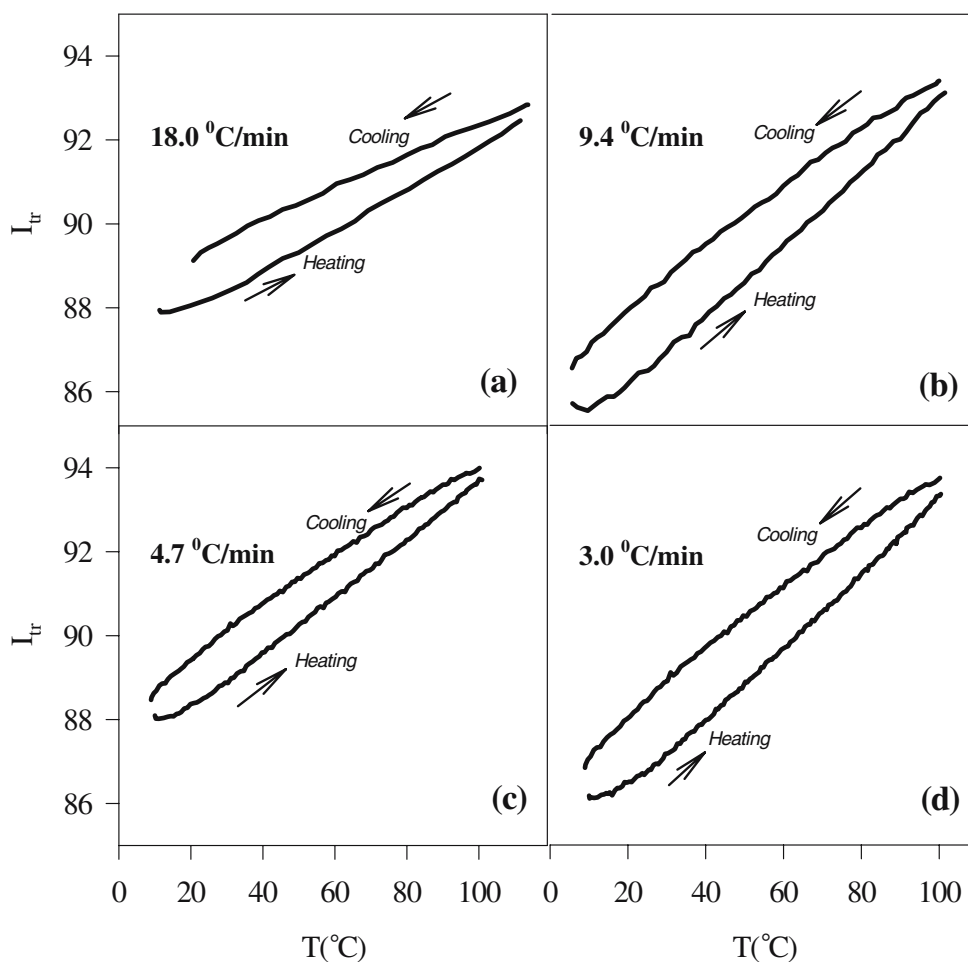 94
92
90
88
86
I_tr
18.0 ⁰C/min
Cooling
Heating
(a)
9.4 ⁰C/min
Cooling
Heating
(b)
94
92
90
88
86
I_tr
4.7 ⁰C/min
Cooling
Heating
(c)
3.0 ⁰C/min
Cooling
Heating
(d)
0 20 40 60 80 100
T(°C)
0 20 40 60 80 100
T(°C)